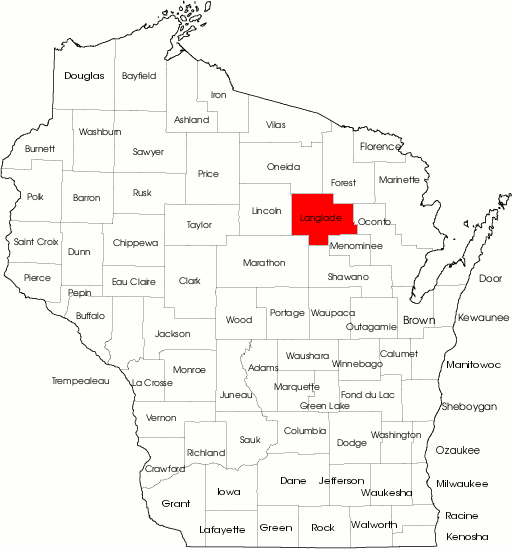 Douglas
Bayfield
Iron
Ashland
Vilas
Washburn
Burnett
Sawyer
Florence
Oneida
Price
Forest
Marinette
Polk
Barron
Rusk
Lincoln
Langlade
Oconto
Taylor
Saint Croix
Dunn
Chippewa
Menominee
Marathon
Pierce
Eau Claire
Clark
Shawano
Door
Pepin
Buffalo
Wood
Portage
Waupaca
Outagamie
Brown
Kewaunee
Jackson
Waushara
Winnebago
Calumet
Manitowoc
Trempealeau
La Crosse
Monroe
Adams
Juneau
Marquette
Green Lake
Fond du Lac
Sheboygan
Vernon
Sauk
Columbia
Dodge
Washington
Ozaukee
Richland
Crawford
Grant
Iowa
Dane
Jefferson
Waukesha
Milwaukee
Lafayette
Green
Rock
Walworth
Racine
Kenosha